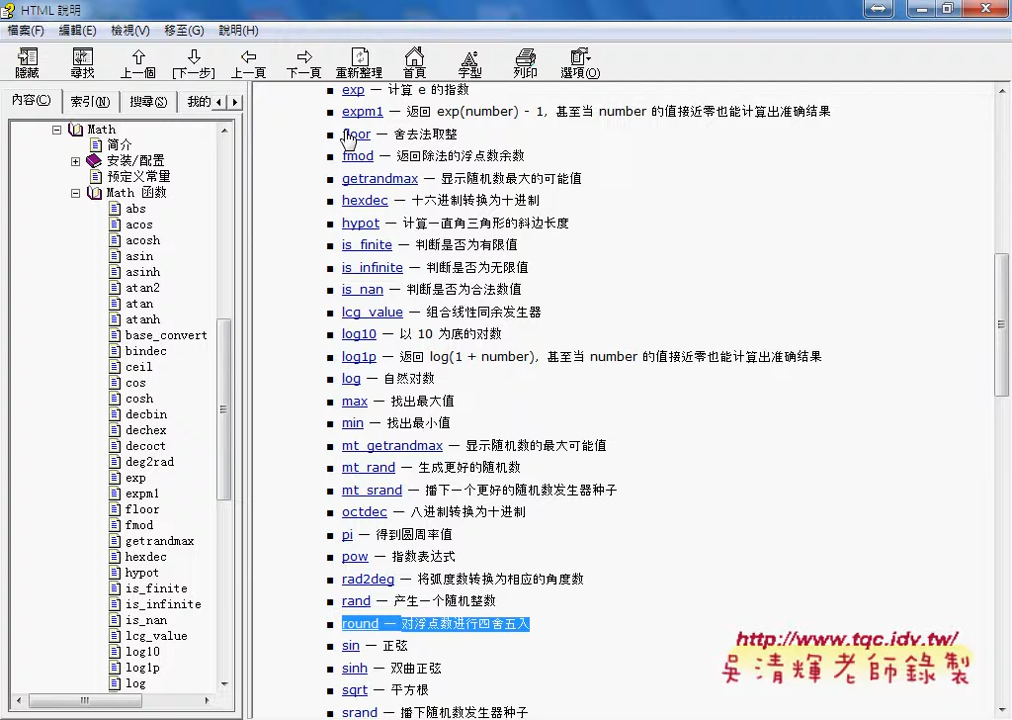 HTML 說明
檔案(F) 編輯(E) 檢視(V) 移至(G) 說明(H)
隱藏 尋找 上一個 [下一步] 上一頁 下一頁 重新整理 首頁 字型 列印 選項(O)
內容(C) 索引(N) 搜尋(S) 我的
Math
简介
安装/配置
预定义常量
Math 函数
abs
acos
acosh
asin
asinh
atan2
atan
atanh
base_convert
bindec
ceil
cos
cosh
decbin
dechex
decoct
deg2rad
exp
expm1
floor
fmod
getrandmax
hexdec
hypot
is_finite
is_infinite
is_nan
lcg_value
log10
log1p
log
exp — 计算 e 的指数
expm1 — 返回 exp(number) - 1，甚至当 number 的值接近零也能计算出准确结果
— 舍去法取整
fmod — 返回除法的浮点数余数
getrandmax — 显示随机数最大的可能值
hexdec — 十六进制转换为十进制
hypot — 计算一直角三角形的斜边长度
is_finite — 判断是否为有限值
is_infinite — 判断是否为无限值
is_nan — 判断是否为合法数值
lcg_value — 组合线性同余发生器
log10 — 以 10 为底的对数
log1p — 返回 log(1 + number)，甚至当 number 的值接近零也能计算出准确结果
log — 自然对数
max — 找出最大值
min — 找出最小值
mt_getrandmax — 显示随机数的最大可能值
mt_rand — 生成更好的随机数
mt_srand — 播下一个更好的随机数发生器种子
octdec — 八进制转换为十进制
pi — 得到圆周率值
pow — 指数表达式
rad2deg — 将弧度数转换为相应的角度数
rand — 产生一个随机整数
round — 对浮点数进行四舍五入
sin — 正弦
sinh — 双曲正弦
sqrt — 平方根
srand — 播下随机数发生器种子
http://www.tqc.idv.tw/
吳清輝老師錄製